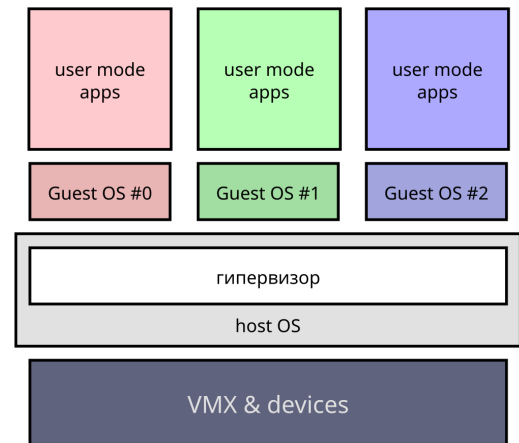 user mode
apps
user mode
apps
user mode
apps
Guest OS #0
Guest OS #1
Guest OS #2
гипервизор
host OS
VMX & devices